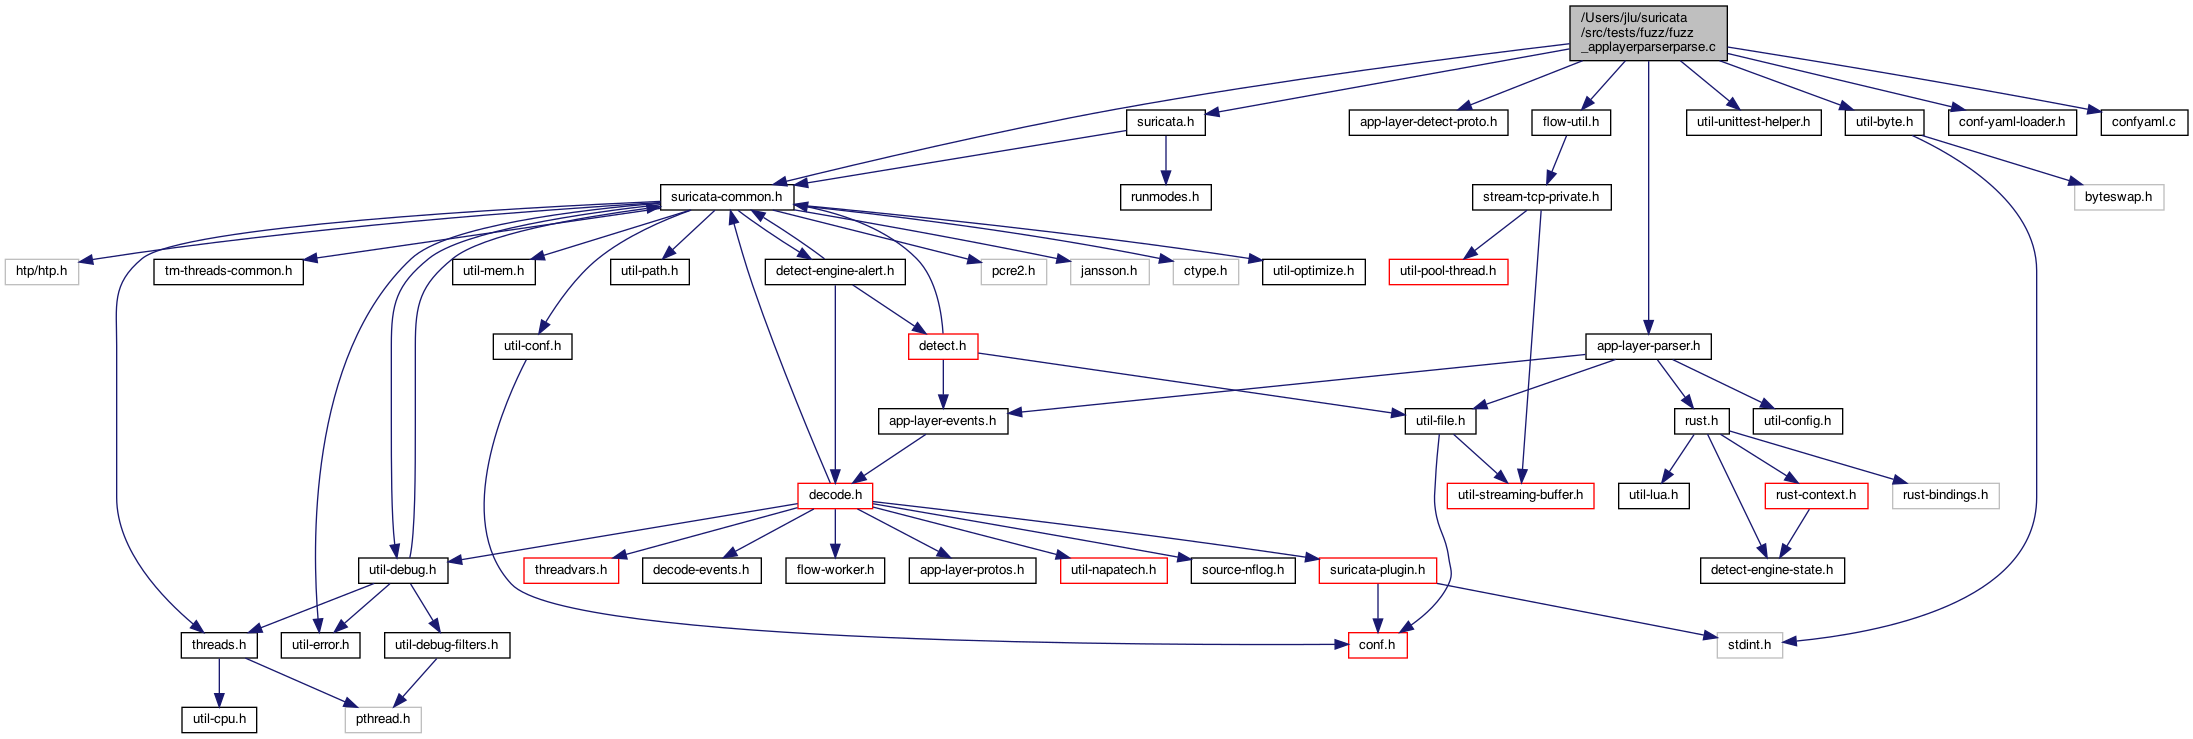 /Users/jlu/suricata
/src/tests/fuzz/fuzz
_applayerparserparse.c
suricata.h
app-layer-detect-proto.h
flow-util.h
util-unittest-helper.h
util-byte.h
conf-yaml-loader.h
confyaml.c
suricata-common.h
runmodes.h
stream-tcp-private.h
byteswap.h
htp/htp.h
tm-threads-common.h
util-mem.h
util-path.h
detect-engine-alert.h
pcre2.h
jansson.h
ctype.h
util-optimize.h
util-pool-thread.h
util-conf.h
detect.h
app-layer-parser.h
app-layer-events.h
util-file.h
rust.h
util-config.h
decode.h
util-streaming-buffer.h
util-lua.h
rust-context.h
rust-bindings.h
util-debug.h
threadvars.h
decode-events.h
flow-worker.h
app-layer-protos.h
util-napatech.h
source-nflog.h
suricata-plugin.h
detect-engine-state.h
threads.h
util-error.h
util-debug-filters.h
conf.h
stdint.h
util-cpu.h
pthread.h